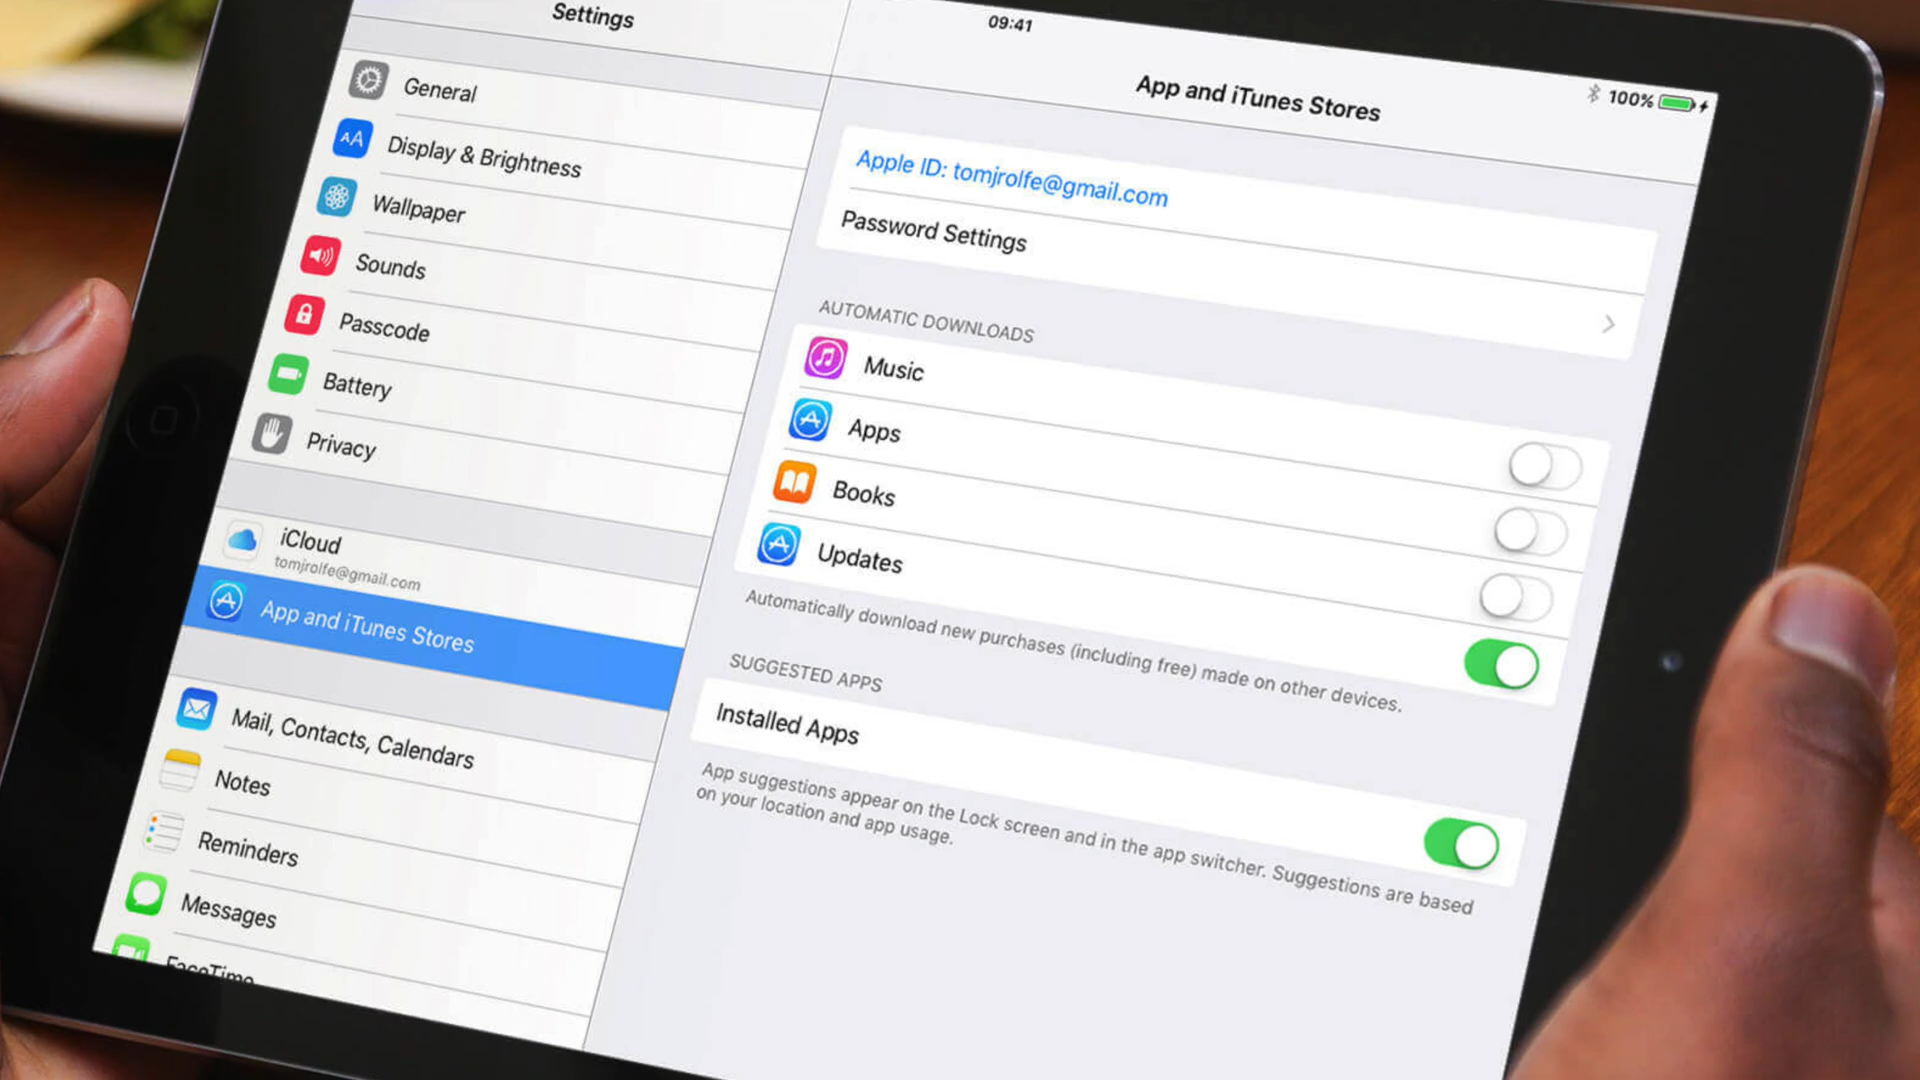 Settings
General
AA
Display & Brightness
Wallpaper
Sounds
Passcode
Battery
Privacy
iCloud
tomjrolfe@gmail.com
App and iTunes Stores
Mail, Contacts, Calendars
Notes
Reminders
Messages
FaceTime
09:41
100%
App and iTunes Stores
Apple ID: tomjrolfe@gmail.com
Password Settings
AUTOMATIC DOWNLOADS
Music
Apps
Books
Updates
Automatically download new purchases (including free) made on other devices.
SUGGESTED APPS
Installed Apps
App suggestions appear on the Lock screen and in the app switcher. Suggestions are based
on your location and app usage.